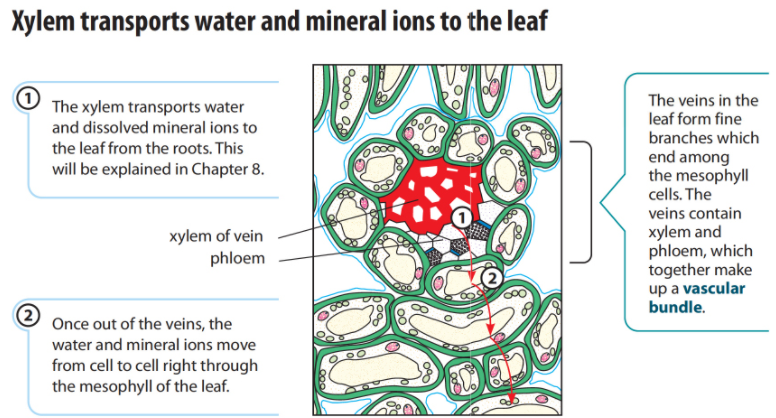 Xylem transports water and mineral ions to the leaf
1
The xylem transports water
and dissolved mineral ions to
the leaf from the roots. This
will be explained in Chapter 8.
The veins in the
leaf form fine
branches which
end among
the mesophyll
cells. The
veins contain
xylem and
phloem, which
together make
up a vascular
bundle.
1
xylem of vein
phloem
2
2
Once out of the veins, the
water and mineral ions move
from cell to cell right through
the mesophyll of the leaf.